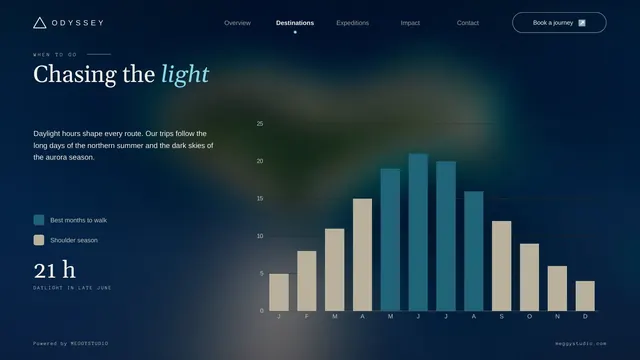 ODYSSEY
Overview
Destinations
Expeditions
Impact
Contact
Book a journey
WHEN TO GO
Chasing the light
Daylight hours shape every route. Our trips follow the
long days of the northern summer and the dark skies of
the aurora season.
Best months to walk
Shoulder season
21 h
DAYLIGHT IN LATE JUNE
25
20
15
10
5
0
J F M A M J J A S O N D
Powered by MEGGYSTUDIO
meggystudio.com